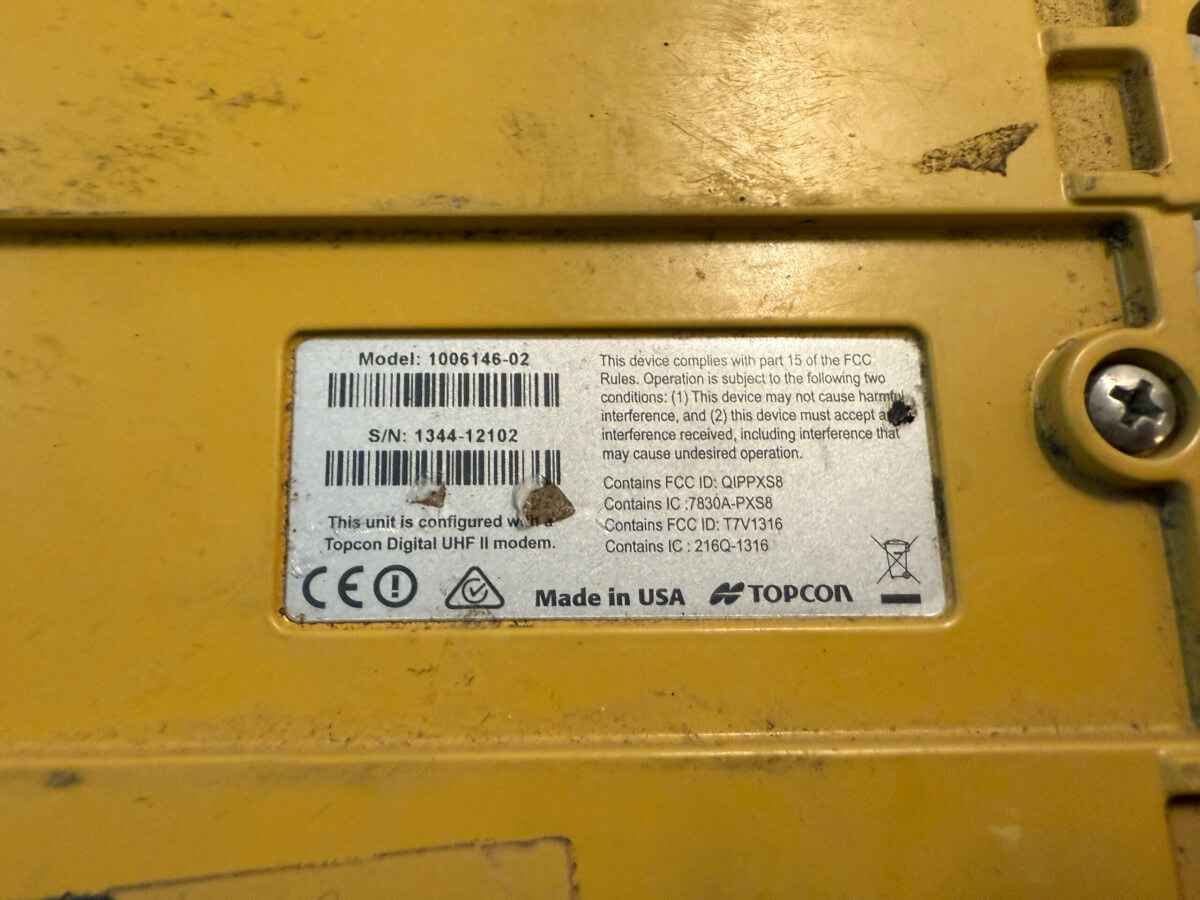 Model: 1006146-02
S/N: 1344-12102
This unit is configured with a
Topcon Digital UHF II modem.
This device complies with part 15 of the FCC
Rules. Operation is subject to the following two
conditions: (1) This device may not cause harmful
interference, and (2) this device must accept
interference received, including interference that
may cause undesired operation.
Contains FCC ID: QIPPXS8
Contains IC :7830A-PXS8
Contains FCC ID: T7V1316
Contains IC : 216Q-1316
CE
Made in USA
TOPCON